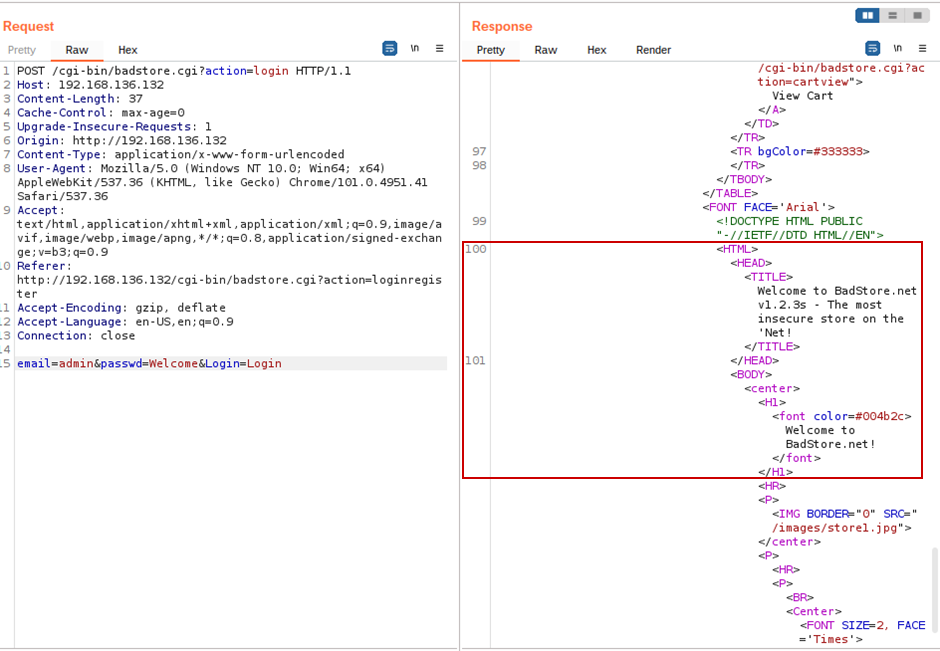 Request
Pretty Raw Hex \n
1 POST /cgi-bin/badstore.cgi?action=login HTTP/1.1
2 Host: 192.168.136.132
3 Content-Length: 37
4 Cache-Control: max-age=0
5 Upgrade-Insecure-Requests: 1
6 Origin: http://192.168.136.132
7 Content-Type: application/x-www-form-urlencoded
8 User-Agent: Mozilla/5.0 (Windows NT 10.0; Win64; x64)
AppleWebKit/537.36 (KHTML, like Gecko) Chrome/101.0.4951.41
Safari/537.36
9 Accept:
text/html,application/xhtml+xml,application/xml;q=0.9,image/a
vif,image/webp,image/apng,*/*;q=0.8,application/signed-exchan
ge;v=b3;q=0.9
10 Referer:
http://192.168.136.132/cgi-bin/badstore.cgi?action=loginregis
ter
11 Accept-Encoding: gzip, deflate
12 Accept-Language: en-US,en;q=0.9
13 Connection: close
14
15 email=admin&passwd=Welcome&Login=Login
Response
Pretty Raw Hex Render \n
/cgi-bin/badstore.cgi?ac
tion=cartview">
View Cart
</A>
</TD>
</TR>
97 <TR bgColor=#333333>
98 </TR>
</TBODY>
</TABLE>
<FONT FACE='Arial'>
99 <!DOCTYPE HTML PUBLIC
"-//IETF//DTD HTML//EN">
100 <HTML>
<HEAD>
<TITLE>
Welcome to BadStore.net
v1.2.3s - The most
insecure store on the
'Net!
</TITLE>
101 </HEAD>
<BODY>
<center>
<H1>
<font color=#004b2c>
Welcome to
BadStore.net!
</font>
</H1>
<HR>
<P>
<IMG BORDER="0" SRC="
/images/store1.jpg">
</center>
<P>
<HR>
<P>
<BR>
<Center>
<FONT SIZE=2, FACE
='Times'>